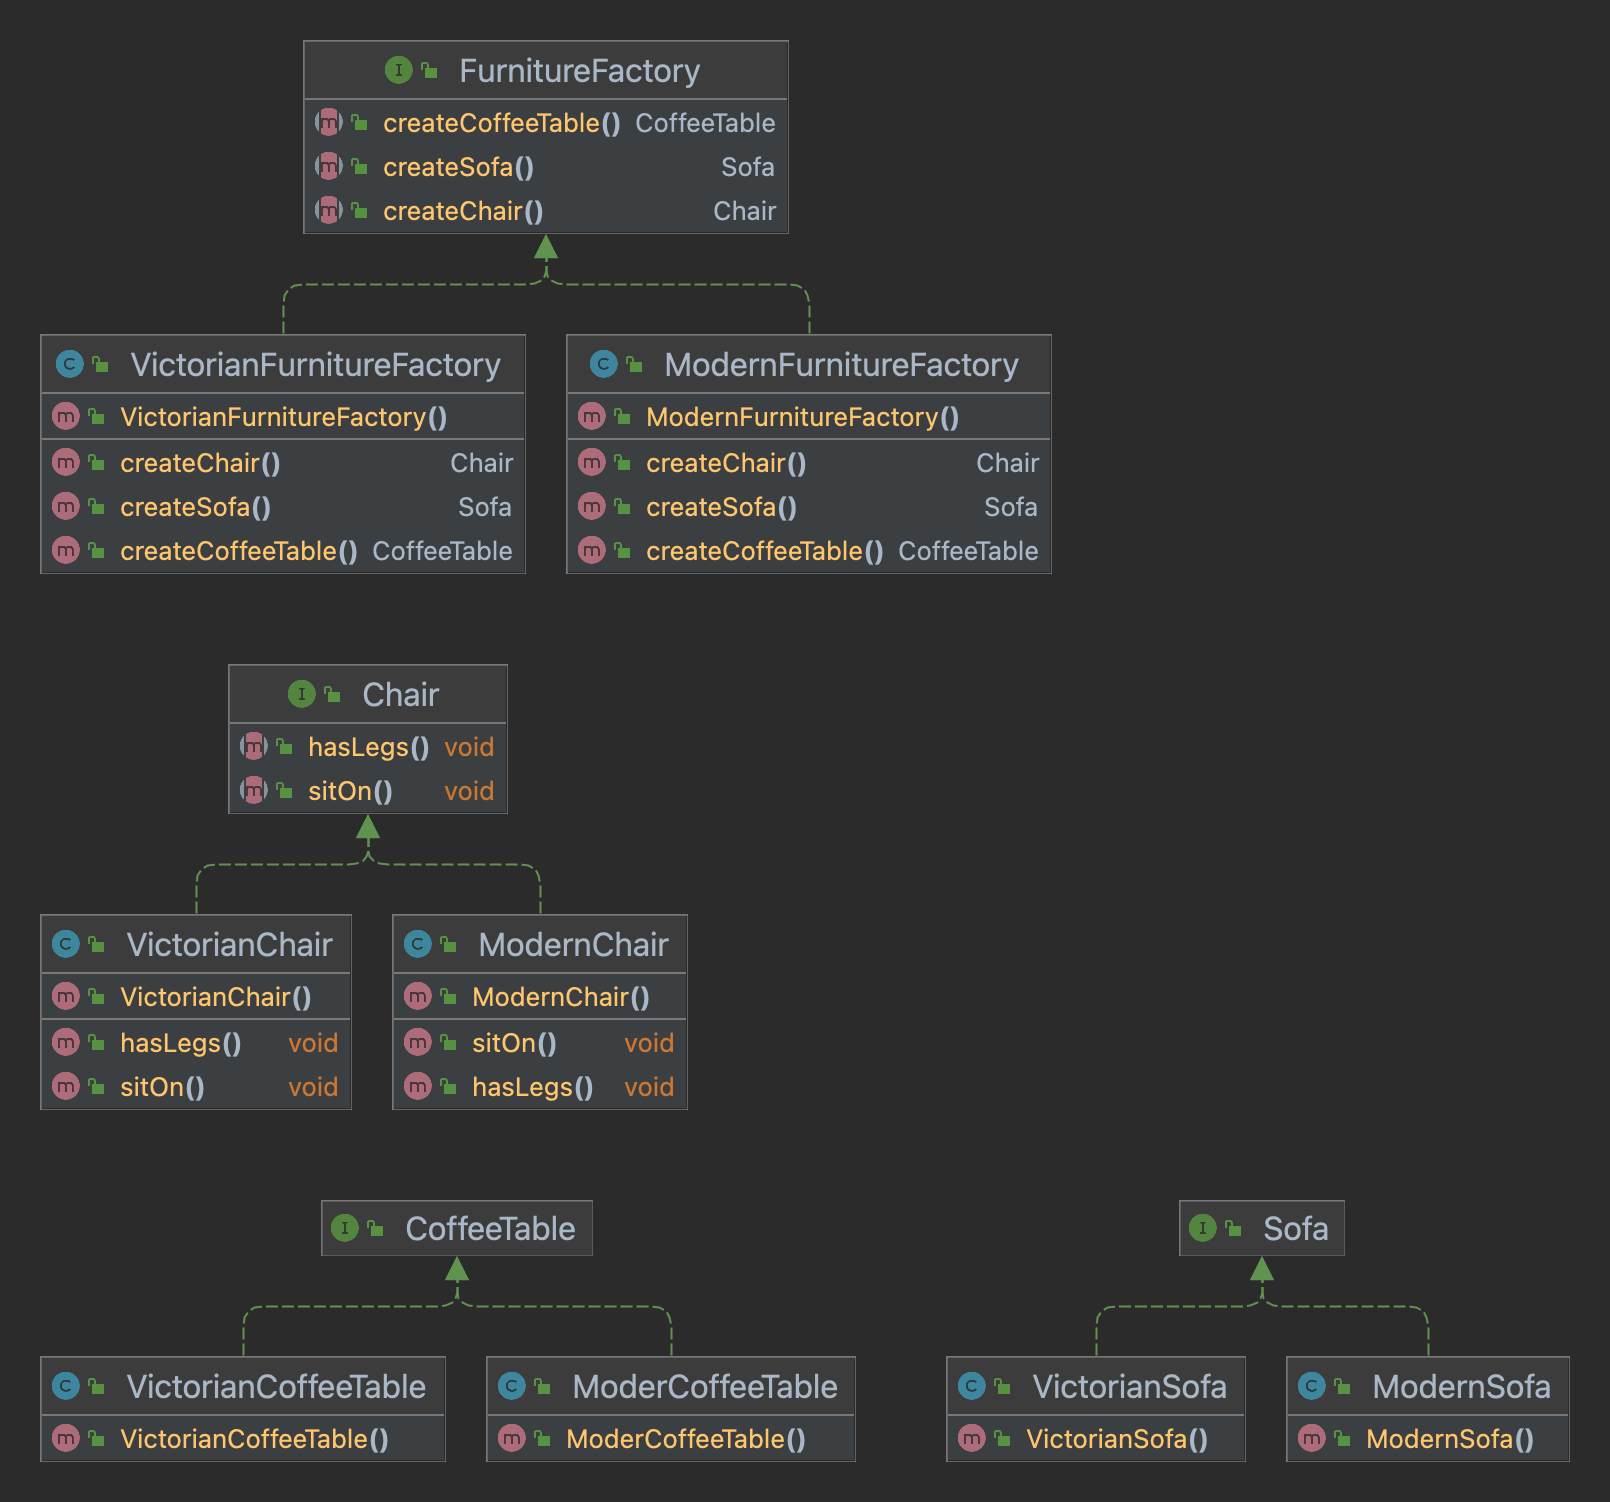 FurnitureFactory
createCoffeeTable() CoffeeTable
createSofa() Sofa
createChair() Chair
VictorianFurnitureFactory
VictorianFurnitureFactory()
createChair() Chair
createSofa() Sofa
createCoffeeTable() CoffeeTable
ModernFurnitureFactory
ModernFurnitureFactory()
createChair() Chair
createSofa() Sofa
createCoffeeTable() CoffeeTable
Chair
hasLegs() void
sitOn() void
VictorianChair
VictorianChair()
hasLegs() void
sitOn() void
ModernChair
ModernChair()
sitOn() void
hasLegs() void
CoffeeTable
VictorianCoffeeTable
VictorianCoffeeTable()
ModerCoffeeTable
ModerCoffeeTable()
Sofa
VictorianSofa
VictorianSofa()
ModernSofa
ModernSofa()